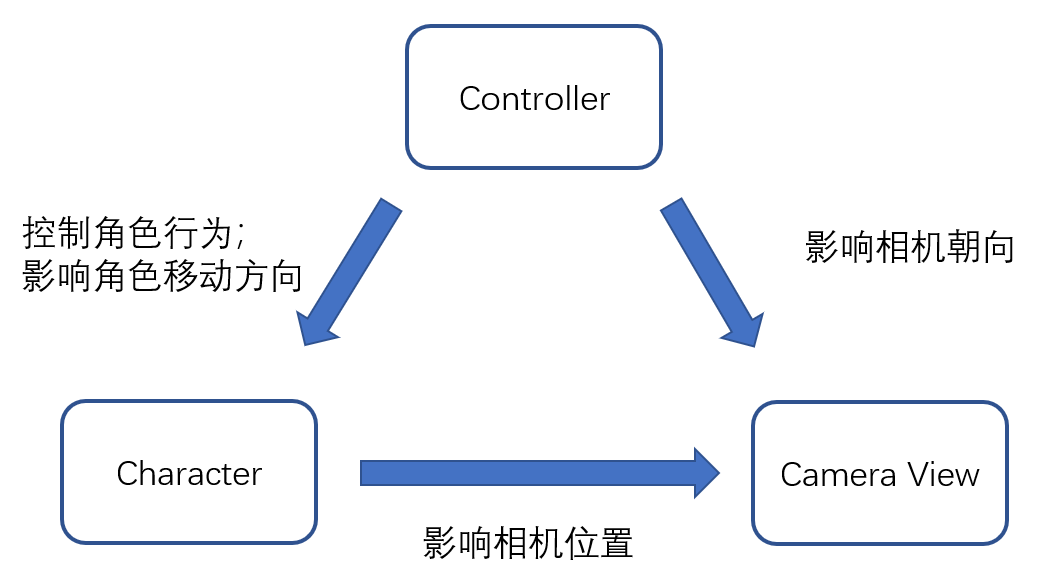 Controller
控制角色行为;
影响角色移动方向
影响相机朝向
Character
Camera View
影响相机位置